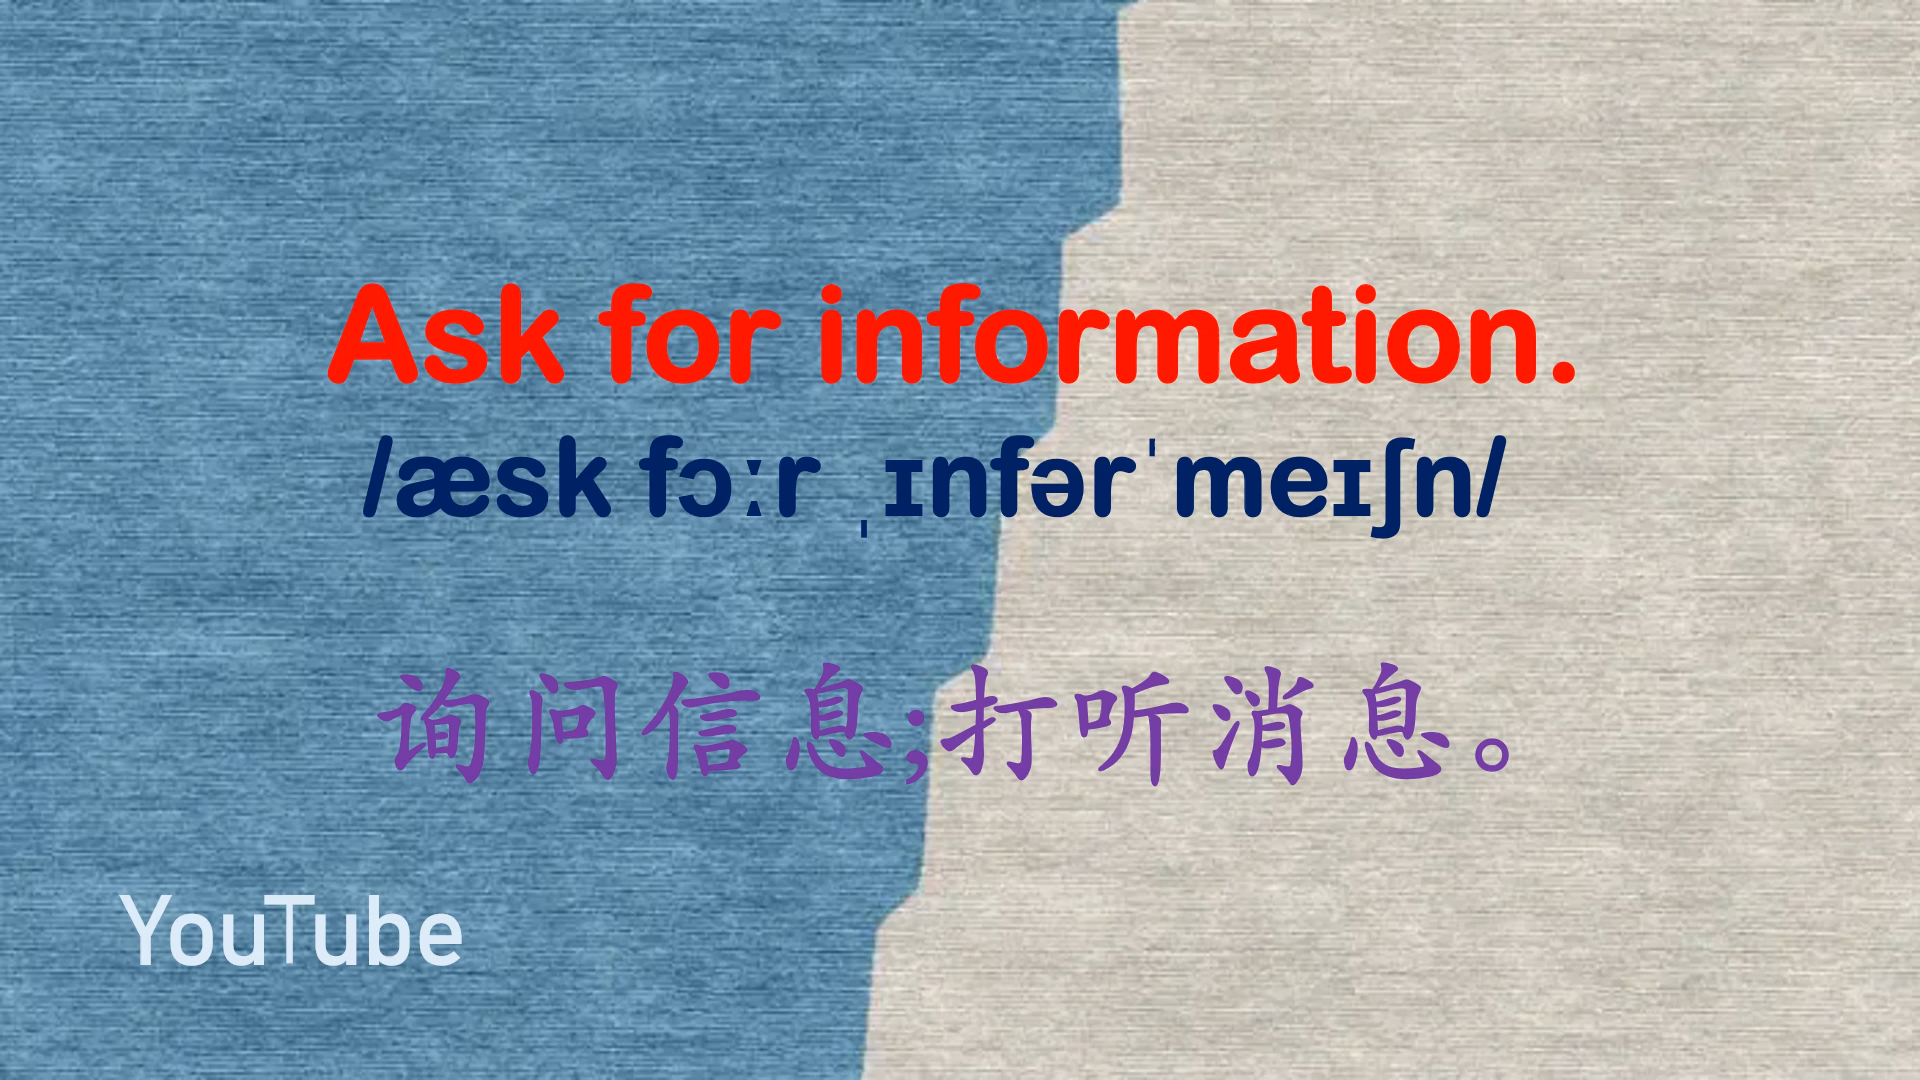 Ask for information.
/æsk fɔːr ˌɪnfərˈmeɪʃn/
询问信息;打听消息。
YouTube